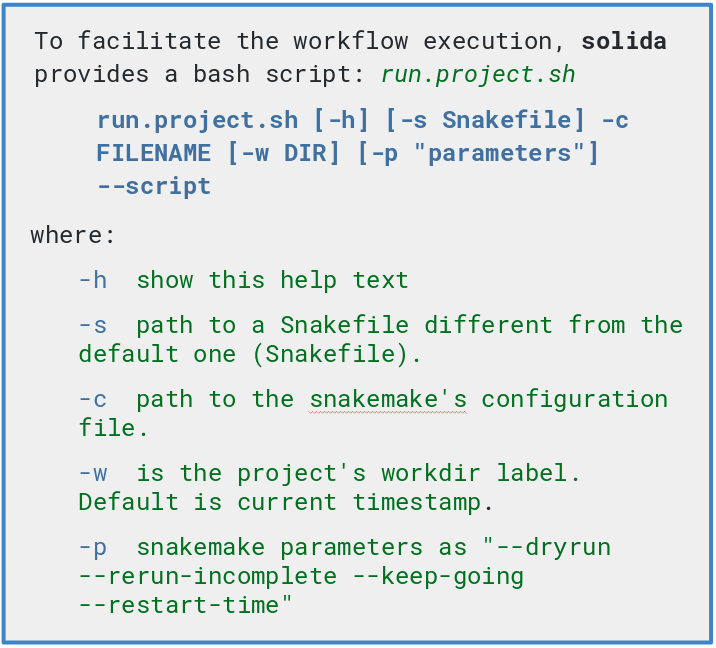 To facilitate the workflow execution, solida
provides a bash script: run.project.sh
run.project.sh [-h] [-s Snakefile] -c
FILENAME [-w DIR] [-p "parameters"]
--script
where:
-h show this help text
-s path to a Snakefile different from the
default one (Snakefile).
-c path to the snakemake's configuration
file.
-w is the project's workdir label.
Default is current timestamp.
-p snakemake parameters as "--dryrun
--rerun-incomplete --keep-going
--restart-time"